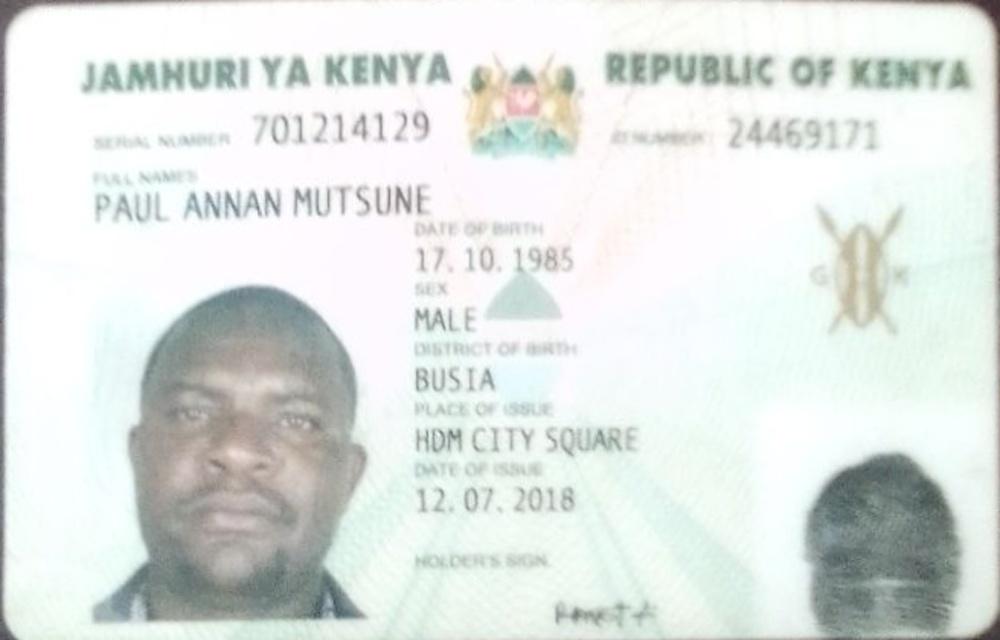 JAMHURI YA KENYA REPUBLIC OF KENYA
SERIAL NUMBER 701214129 ID NUMBER 24469171
FULL NAMES
PAUL ANNAN MUTSUNE
DATE OF BIRTH
17. 10. 1985
SEX
MALE
G K
DISTRICT OF BIRTH
BUSIA
PLACE OF ISSUE
HDM CITY SQUARE
DATE OF ISSUE
12. 07. 2018
HOLDER'S SIGN.